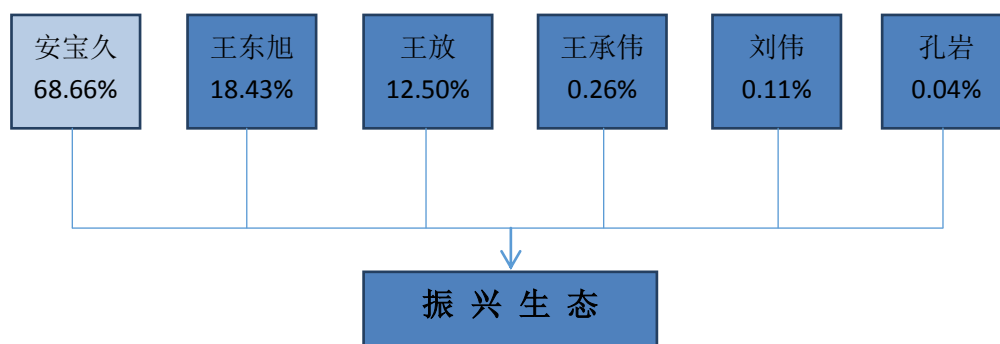 安宝久
68.66%
王东旭
18.43%
王放
12.50%
王承伟
0.26%
刘伟
0.11%
孔岩
0.04%
振兴生态